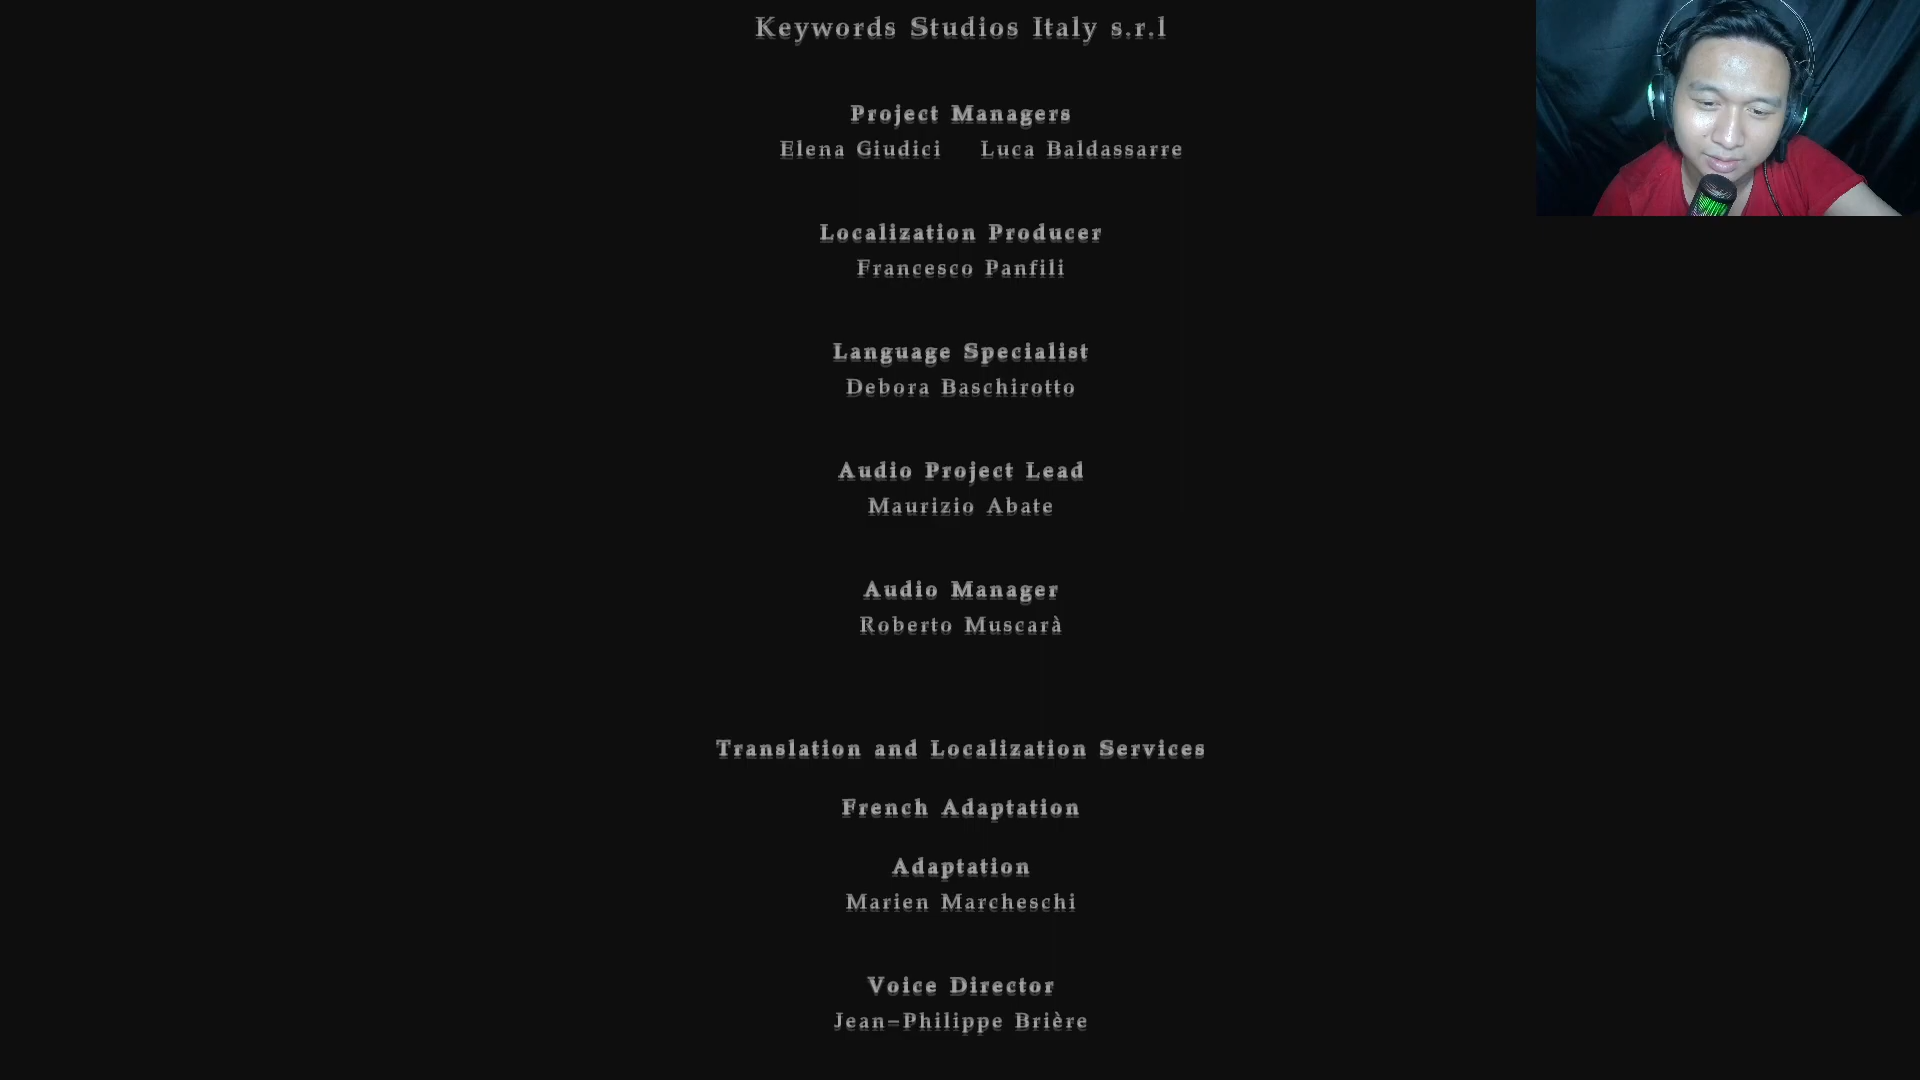 Keywords Studios Italy s.r.l
Project Managers
Elena Giudici Luca Baldassarre
Localization Producer
Francesco Panfili
Language Specialist
Debora Baschirotto
Audio Project Lead
Maurizio Abate
Audio Manager
Roberto Muscarà
Translation and Localization Services
French Adaptation
Adaptation
Marien Marcheschi
Voice Director
Jean-Philippe Brière